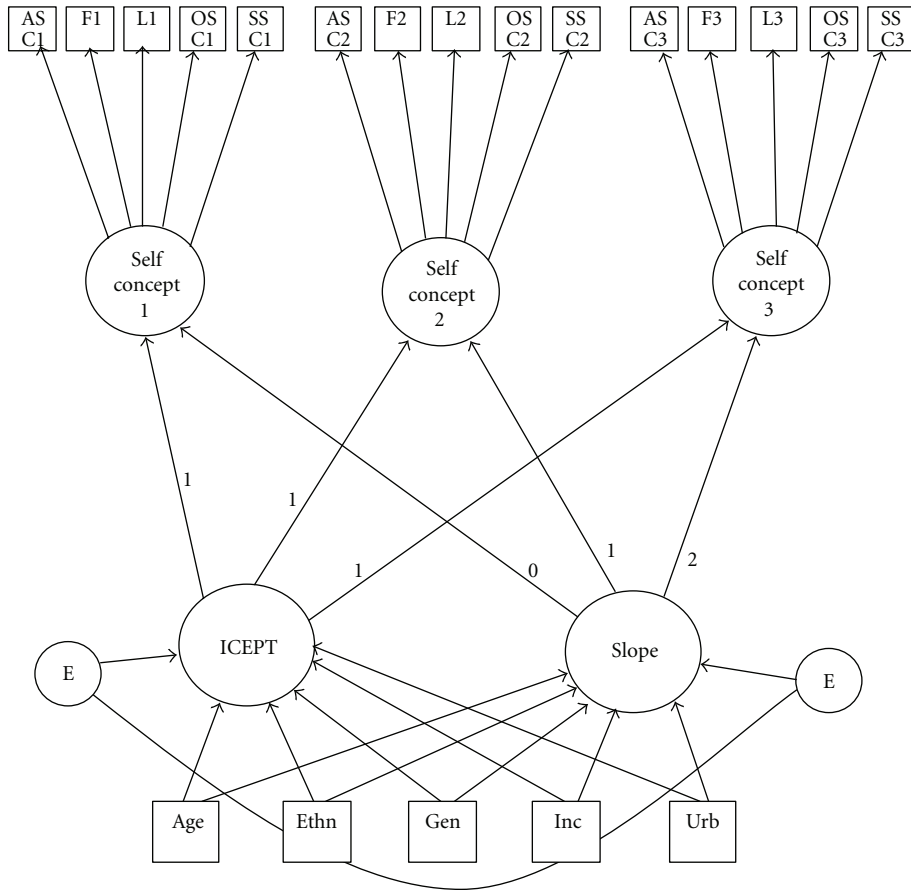 AS F1 L1 OS SS AS F2 L2 OS SS AS F3 L3 OS SS
C1 C1 C1 C2 C2 C2 C3 C3 C3
Self
concept
1
Self
concept
2
Self
concept
3
1
1
1
0
1
2
ICEPT
Slope
E
E
Age
Ethn
Gen
Inc
Urb